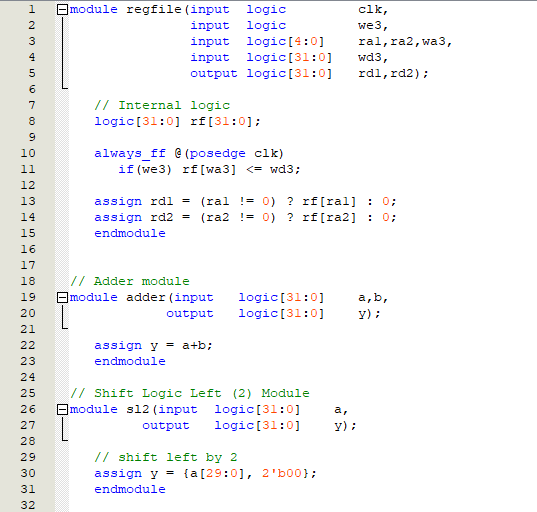 1 module regfile(input  logic         clk,
2                input  logic         we3,
3                input  logic[4:0]    ra1,ra2,wa3,
4                input  logic[31:0]   wd3,
5                output logic[31:0]   rd1,rd2);
6
7    // Internal logic
8    logic[31:0] rf[31:0];
9
10    always_ff @(posedge clk)
11       if(we3) rf[wa3] <= wd3;
12
13    assign rd1 = (ra1 != 0) ? rf[ra1] : 0;
14    assign rd2 = (ra2 != 0) ? rf[ra2] : 0;
15    endmodule
16
17
18 // Adder module
19 module adder(input   logic[31:0]    a,b,
20             output   logic[31:0]    y);
21
22    assign y = a+b;
23    endmodule
24
25 // Shift Logic Left (2) Module
26 module sl2(input  logic[31:0]    a,
27          output   logic[31:0]    y);
28
29    // shift left by 2
30    assign y = {a[29:0], 2'b00};
31    endmodule
32